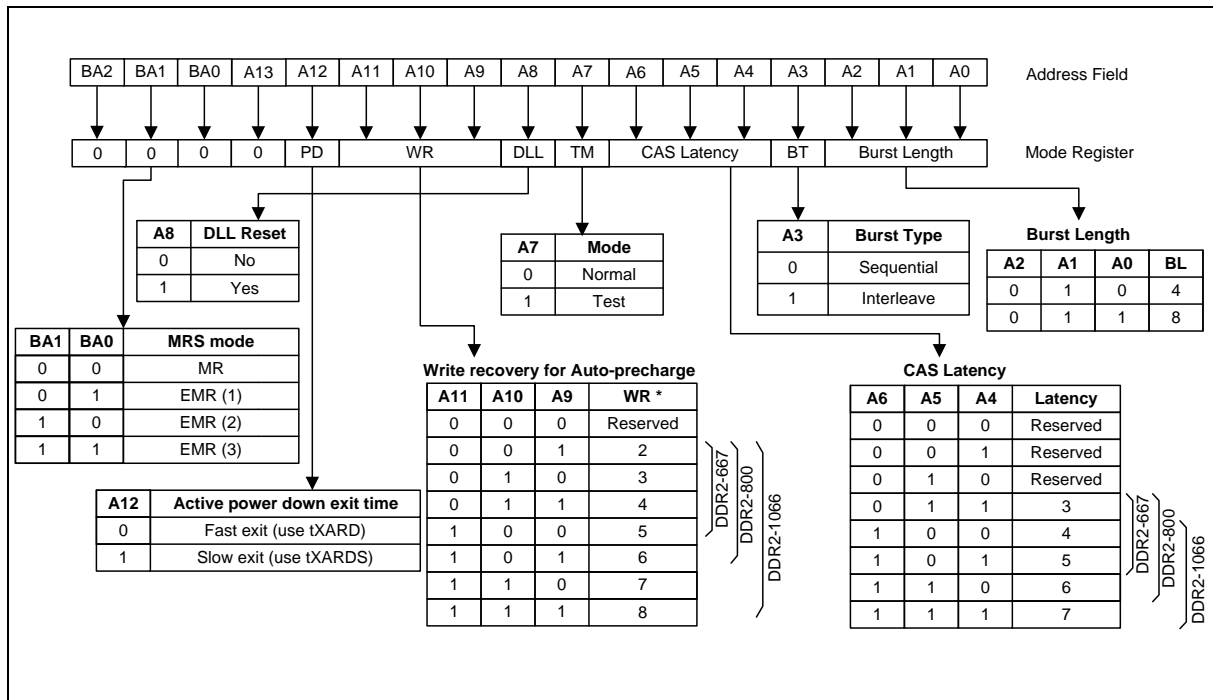 BA2 BA1 BA0 A13 A12 A11 A10 A9 A8 A7 A6 A5 A4 A3 A2 A1 A0 Address Field
0 0 0 0 PD WR DLL TM CAS Latency BT Burst Length Mode Register
A8 DLL Reset
0 No
1 Yes
A7 Mode
0 Normal
1 Test
A3 Burst Type
0 Sequential
1 Interleave
Burst Length
A2 A1 A0 BL
0 1 0 4
0 1 1 8
BA1 BA0 MRS mode
0 0 MR
0 1 EMR (1)
1 0 EMR (2)
1 1 EMR (3)
A12 Active power down exit time
0 Fast exit (use tXARD)
1 Slow exit (use tXARDS)
Write recovery for Auto-precharge
A11 A10 A9 WR *
0 0 0 Reserved
0 0 1 2
0 1 0 3
0 1 1 4
1 0 0 5
1 0 1 6
1 1 0 7
1 1 1 8
DDR2-667
DDR2-800
DDR2-1066
CAS Latency
A6 A5 A4 Latency
0 0 0 Reserved
0 0 1 Reserved
0 1 0 Reserved
0 1 1 3
1 0 0 4
1 0 1 5
1 1 0 6
1 1 1 7
DDR2-667
DDR2-800
DDR2-1066